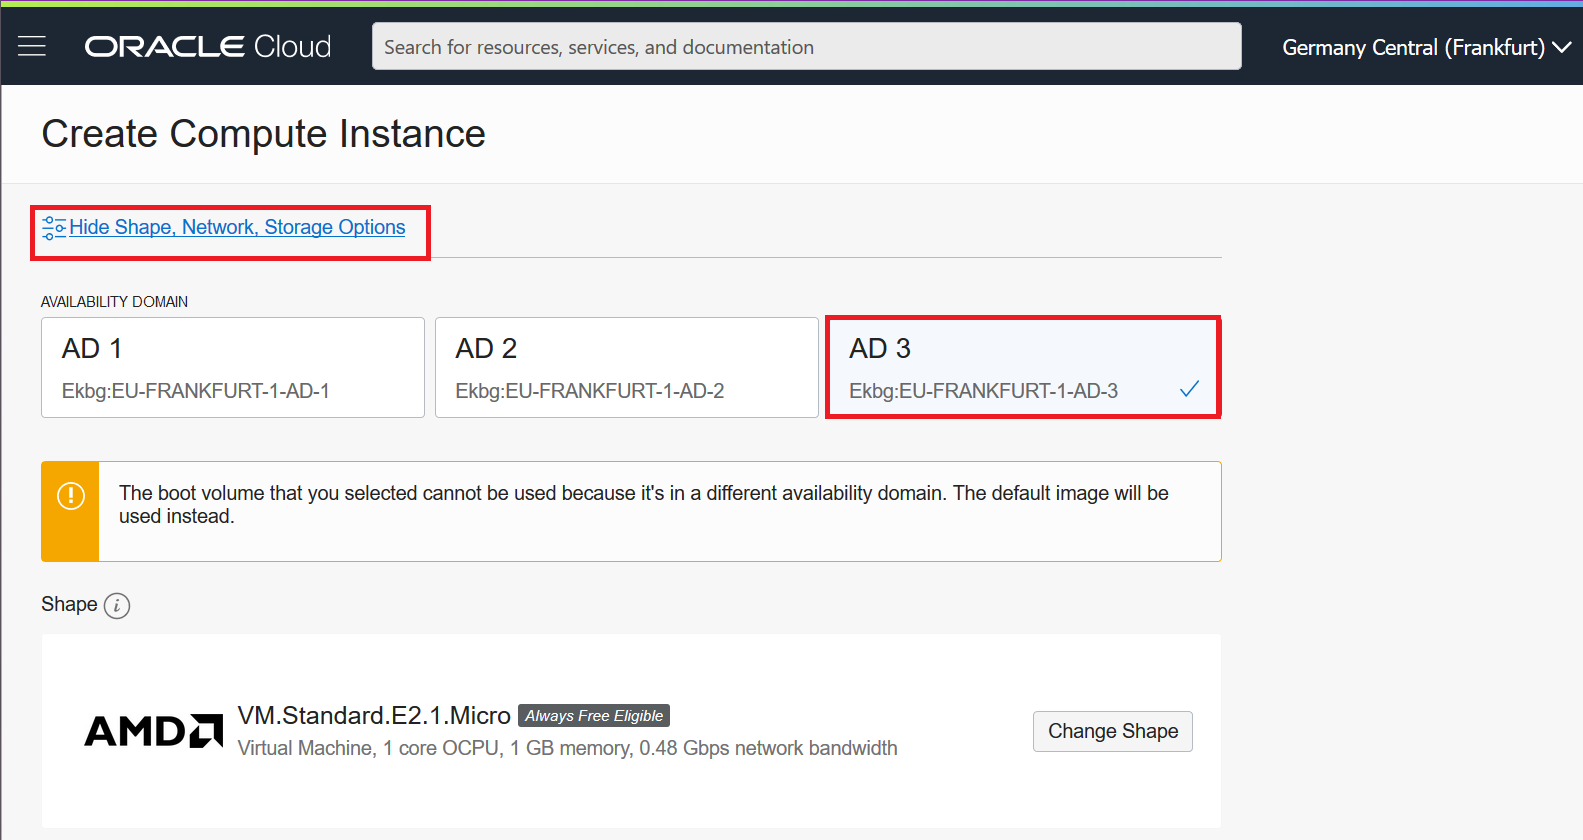 ORACLE Cloud
Search for resources, services, and documentation
Germany Central (Frankfurt)
Create Compute Instance
Hide Shape, Network, Storage Options
AVAILABILITY DOMAIN
AD 1
Ekbg:EU-FRANKFURT-1-AD-1
AD 2
Ekbg:EU-FRANKFURT-1-AD-2
AD 3
Ekbg:EU-FRANKFURT-1-AD-3
The boot volume that you selected cannot be used because it's in a different availability domain. The default image will be
used instead.
Shape
AMD
VM.Standard.E2.1.Micro Always Free Eligible
Virtual Machine, 1 core OCPU, 1 GB memory, 0.48 Gbps network bandwidth
Change Shape